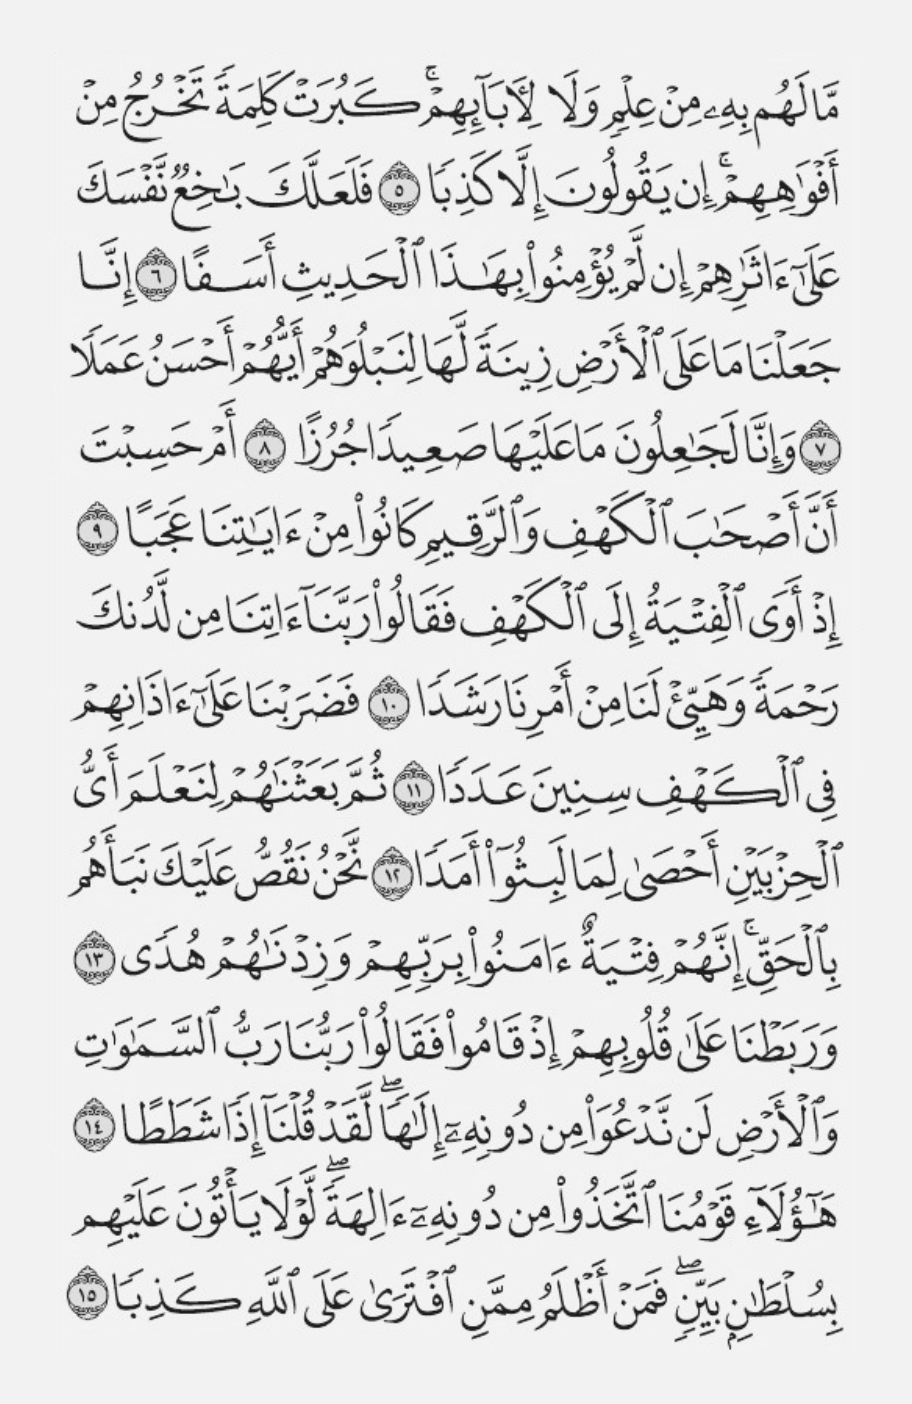 مَّا لَهُم بِهِۦ مِنۡ عِلۡمٖ وَلَا لِأٓبَآئِهِمۡۚ كَبُرَتۡ كَلِمَةٗ تَخۡرُجُ مِنۡ
أَفۡوَٰهِهِمۡۚ إِن يَقُولُونَ إِلَّا كَذِبٗا ٥ فَلَعَلَّكَ بَٰخِعٞ نَّفۡسَكَ
عَلَىٰٓ ءَاثَٰرِهِمۡ إِن لَّمۡ يُؤۡمِنُواْ بِهَٰذَا ٱلۡحَدِيثِ أَسَفًا ٦ إِنَّا
جَعَلۡنَا مَا عَلَى ٱلۡأَرۡضِ زِينَةٗ لَّهَا لِنَبۡلُوَهُمۡ أَيُّهُمۡ أَحۡسَنُ عَمَلٗا
٧ وَإِنَّا لَجَٰعِلُونَ مَا عَلَيۡهَا صَعِيدٗا جُرُزًا ٨ أَمۡ حَسِبۡتَ
أَنَّ أَصۡحَٰبَ ٱلۡكَهۡفِ وَٱلرَّقِيمِ كَانُواْ مِنۡ ءَايَٰتِنَا عَجَبًا ٩
إِذۡ أَوَى ٱلۡفِتۡيَةُ إِلَى ٱلۡكَهۡفِ فَقَالُواْ رَبَّنَآ ءَاتِنَا مِن لَّدُنكَ
رَحۡمَةٗ وَهَيِّئۡ لَنَا مِنۡ أَمۡرِنَا رَشَدٗا ١٠ فَضَرَبۡنَا عَلَىٰٓ ءَاذَانِهِمۡ
فِي ٱلۡكَهۡفِ سِنِينَ عَدَدٗا ١١ ثُمَّ بَعَثۡنَٰهُمۡ لِنَعۡلَمَ أَيُّ
ٱلۡحِزۡبَيۡنِ أَحۡصَىٰ لِمَا لَبِثُوٓاْ أَمَدٗا ١٢ نَّحۡنُ نَقُصُّ عَلَيۡكَ نَبَأَهُم
بِٱلۡحَقِّۚ إِنَّهُمۡ فِتۡيَةٌ ءَامَنُواْ بِرَبِّهِمۡ وَزِدۡنَٰهُمۡ هُدٗى ١٣
وَرَبَطۡنَا عَلَىٰ قُلُوبِهِمۡ إِذۡ قَامُواْ فَقَالُواْ رَبُّنَا رَبُّ ٱلسَّمَٰوَٰتِ
وَٱلۡأَرۡضِ لَن نَّدۡعُوَاْ مِن دُونِهِۦٓ إِلَٰهٗاۖ لَّقَدۡ قُلۡنَآ إِذٗا شَطَطًا ١٤
هَٰٓؤُلَآءِ قَوۡمُنَا ٱتَّخَذُواْ مِن دُونِهِۦٓ ءَالِهَةٗۖ لَّوۡلَا يَأۡتُونَ عَلَيۡهِم
بِسُلۡطَٰنِۭ بَيِّنٖۖ فَمَنۡ أَظۡلَمُ مِمَّنِ ٱفۡتَرَىٰ عَلَى ٱللَّهِ كَذِبٗا ١٥